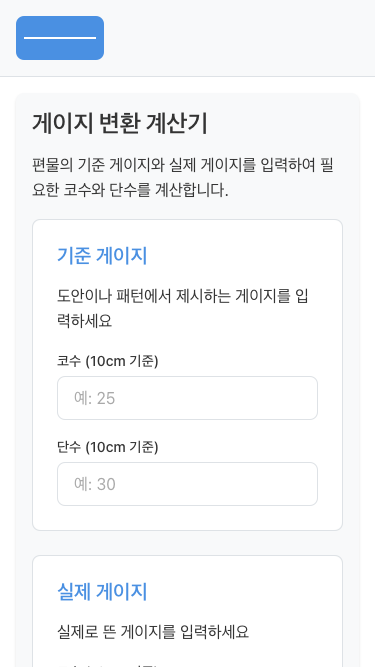 게이지 변환 계산기
편물의 기준 게이지와 실제 게이지를 입력하여 필
요한 코수와 단수를 계산합니다.
기준 게이지
도안이나 패턴에서 제시하는 게이지를 입
력하세요
코수 (10cm 기준)
예: 25
단수 (10cm 기준)
예: 30
실제 게이지
실제로 뜬 게이지를 입력하세요